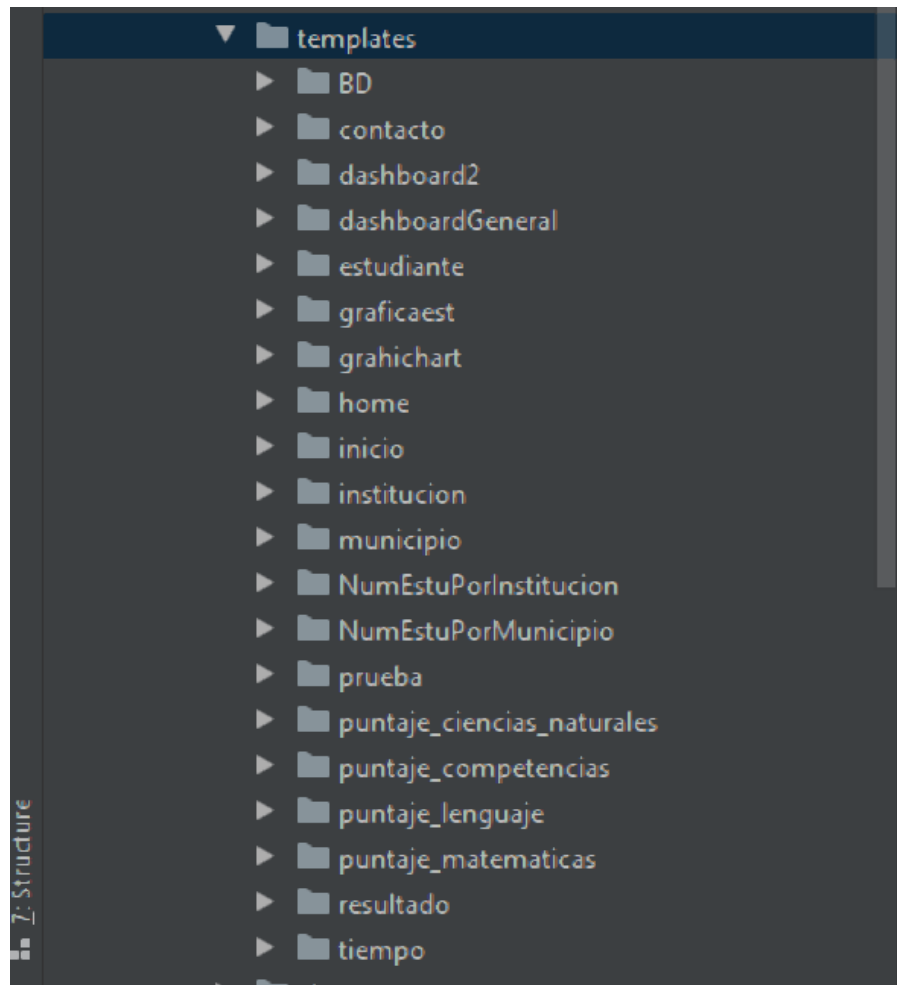 templates
BD
contacto
dashboard2
dashboardGeneral
estudiante
graficaest
grahichart
home
inicio
institucion
municipio
NumEstuPorInstitucion
NumEstuPorMunicipio
prueba
puntaje_ciencias_naturales
puntaje_competencias
puntaje_lenguaje
puntaje_matematicas
resultado
tiempo
7: Structure